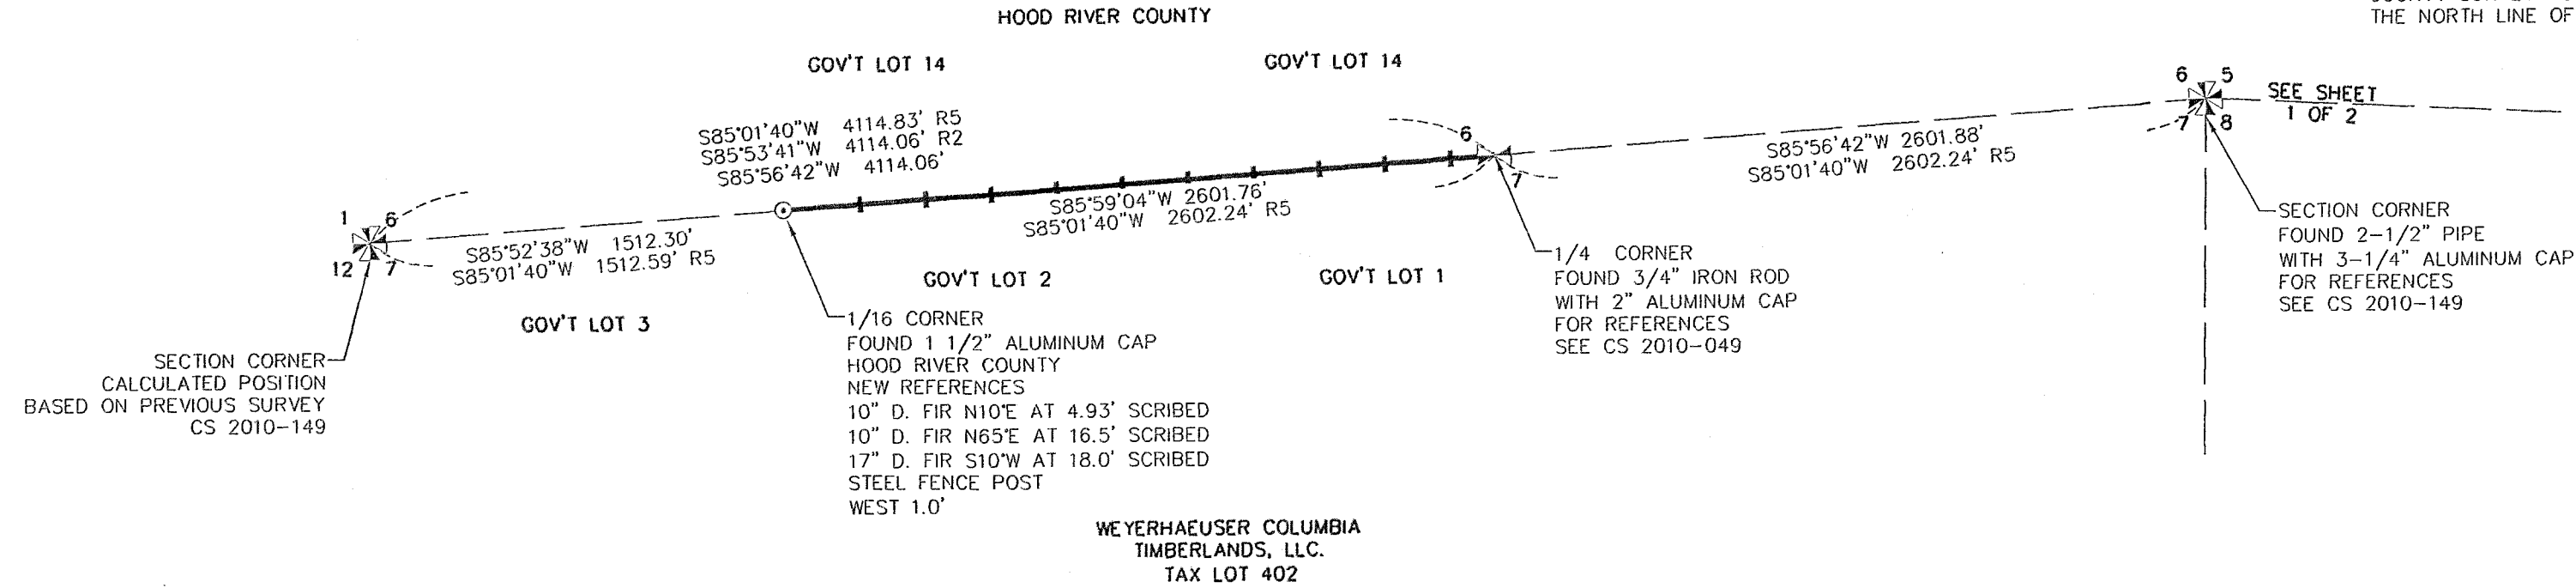 HOOD RIVER COUNTY
THE NORTH LINE OF
GOV'T LOT 14
GOV'T LOT 14
S85°01'40"W 4114.83' R5
S85°53'41"W 4114.06' R2
S85°56'42"W 4114.06'
6 5
7 8
SEE SHEET
1 OF 2
6
7
S85°56'42"W 2601.88'
S85°01'40"W 2602.24' R5
S85°59'04"W 2601.76'
S85°01'40"W 2602.24' R5
1 6
12 7
S85°52'38"W 1512.30'
S85°01'40"W 1512.59' R5
GOV'T LOT 3
GOV'T LOT 2
GOV'T LOT 1
SECTION CORNER
CALCULATED POSITION
BASED ON PREVIOUS SURVEY
CS 2010-149
1/16 CORNER
FOUND 1 1/2" ALUMINUM CAP
HOOD RIVER COUNTY
NEW REFERENCES
10" D. FIR N10°E AT 4.93' SCRIBED
10" D. FIR N65°E AT 16.5' SCRIBED
17" D. FIR S10°W AT 18.0' SCRIBED
STEEL FENCE POST
WEST 1.0'
1/4 CORNER
FOUND 3/4" IRON ROD
WITH 2" ALUMINUM CAP
FOR REFERENCES
SEE CS 2010-049
SECTION CORNER
FOUND 2-1/2" PIPE
WITH 3-1/4" ALUMINUM CAP
FOR REFERENCES
SEE CS 2010-149
WEYERHAEUSER COLUMBIA
TIMBERLANDS, LLC.
TAX LOT 402